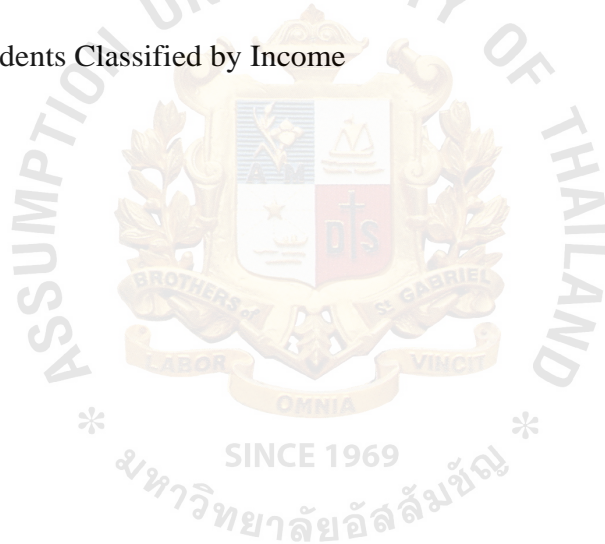 dents Classified by Income
ASSUMPTION UNIVERSITY OF THAILAND
A M
D S
BROTHERS of St GABRIEL
LABOR
VINCIT
OMNIA
SINCE 1969
* มหาวิทยาลัยอัสสัมชัญ *